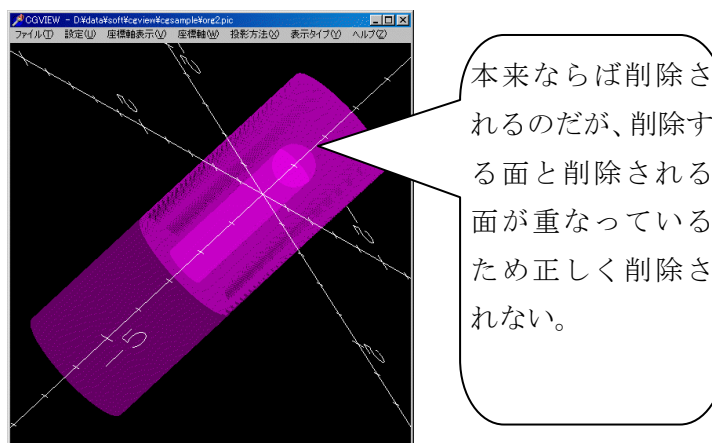 CGVIEW - D:¥data¥soft¥cgview¥cgsample¥org2.pic
ファイル(T) 設定(U) 座標軸表示(V) 座標軸(W) 投影方法(X) 表示タイプ(Y) ヘルプ(Z)
-5
本来ならば削除さ
れるのだが、削除す
る面と削除される
面が重なっている
ため正しく削除さ
れない。